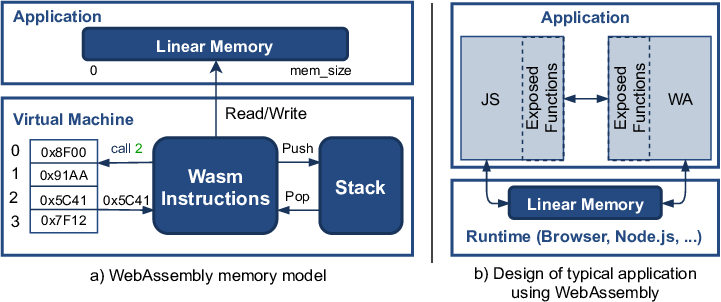 Application
Linear Memory
0
mem_size
Read/Write
Virtual Machine
0
0x8F00
call 2
1
0x91AA
2
0x5C41
0x5C41
3
0x7F12
Wasm
Instructions
Push
Pop
Stack
a) WebAssembly memory model
Application
JS
Exposed
Functions
Exposed
Functions
WA
Linear Memory
Runtime (Browser, Node.js, ...)
b) Design of typical application
using WebAssembly